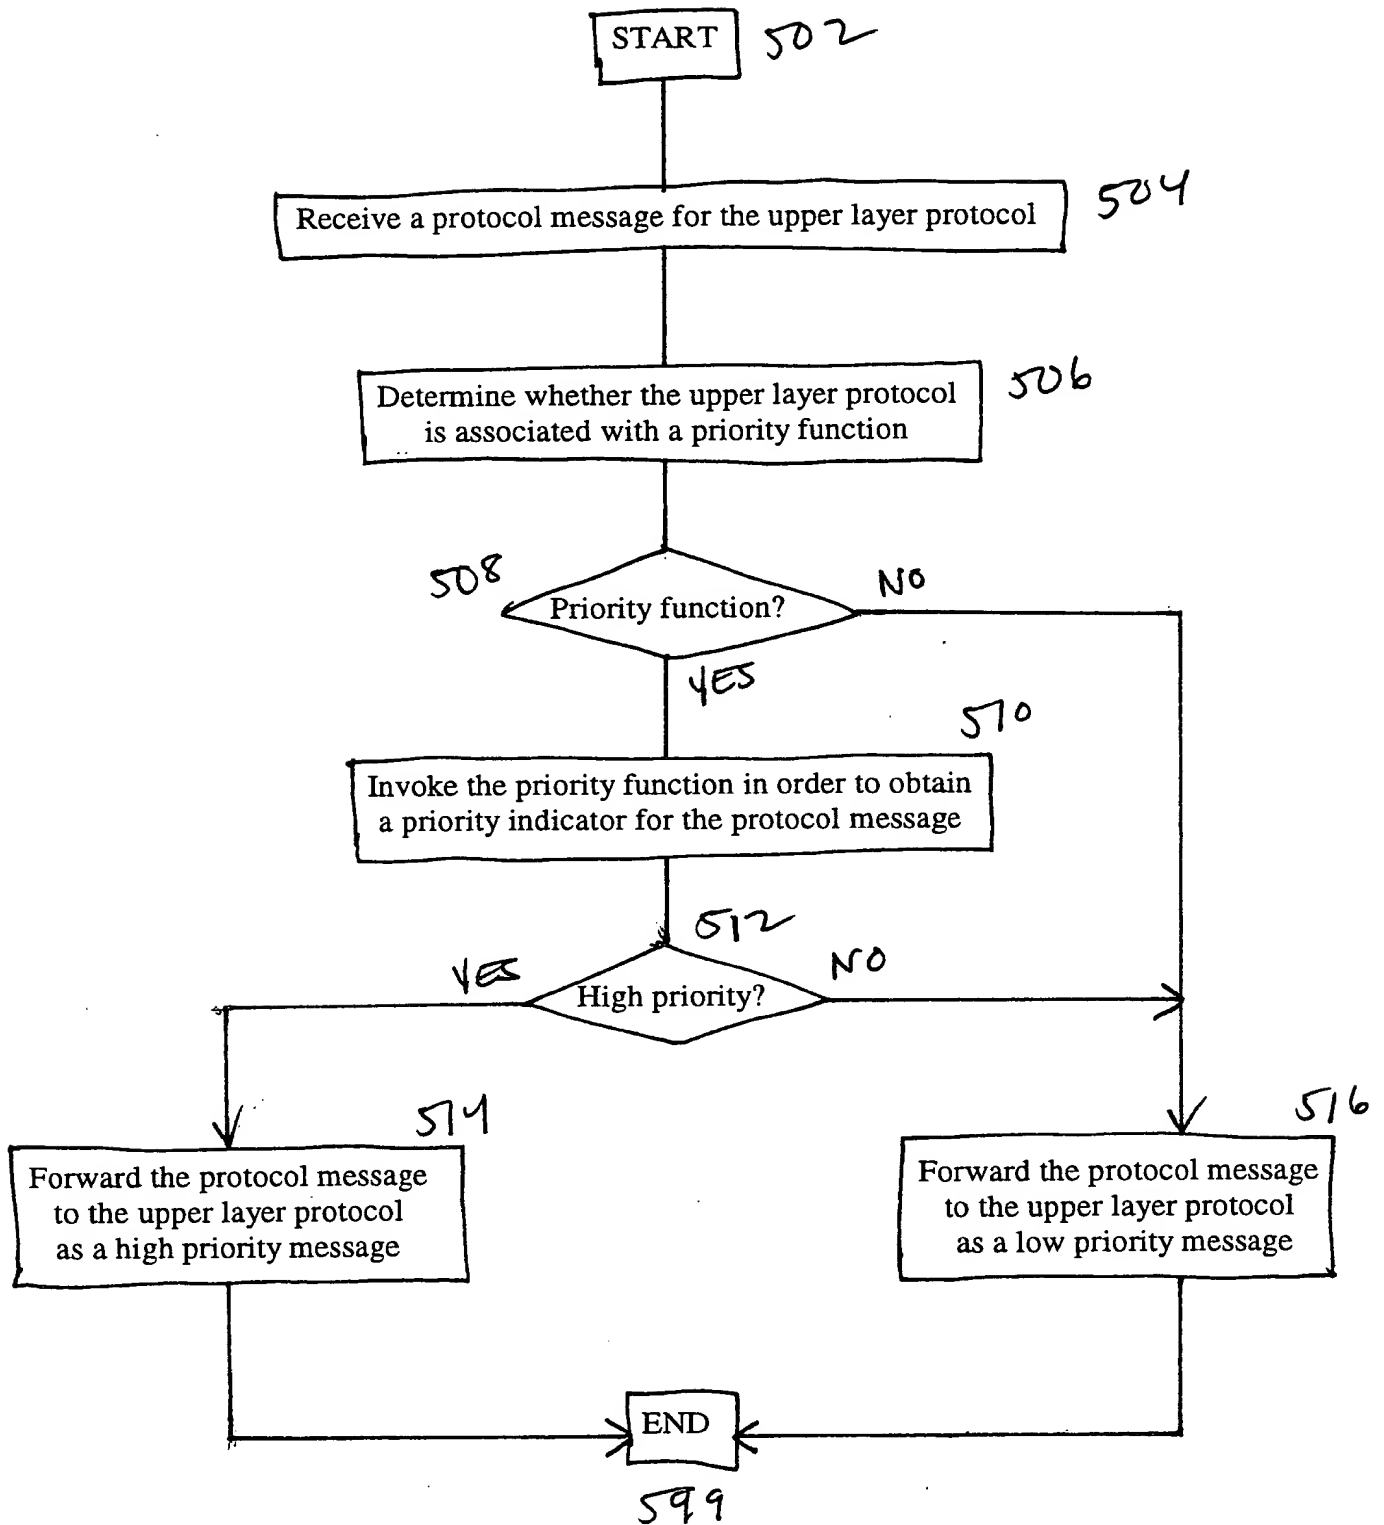 START 502
Receive a protocol message for the upper layer protocol 504
Determine whether the upper layer protocol 506
is associated with a priority function
508 Priority function? NO
YES
510
Invoke the priority function in order to obtain
a priority indicator for the protocol message
512
YES High priority? NO
514
Forward the protocol message
to the upper layer protocol
as a high priority message
516
Forward the protocol message
to the upper layer protocol
as a low priority message
END
599